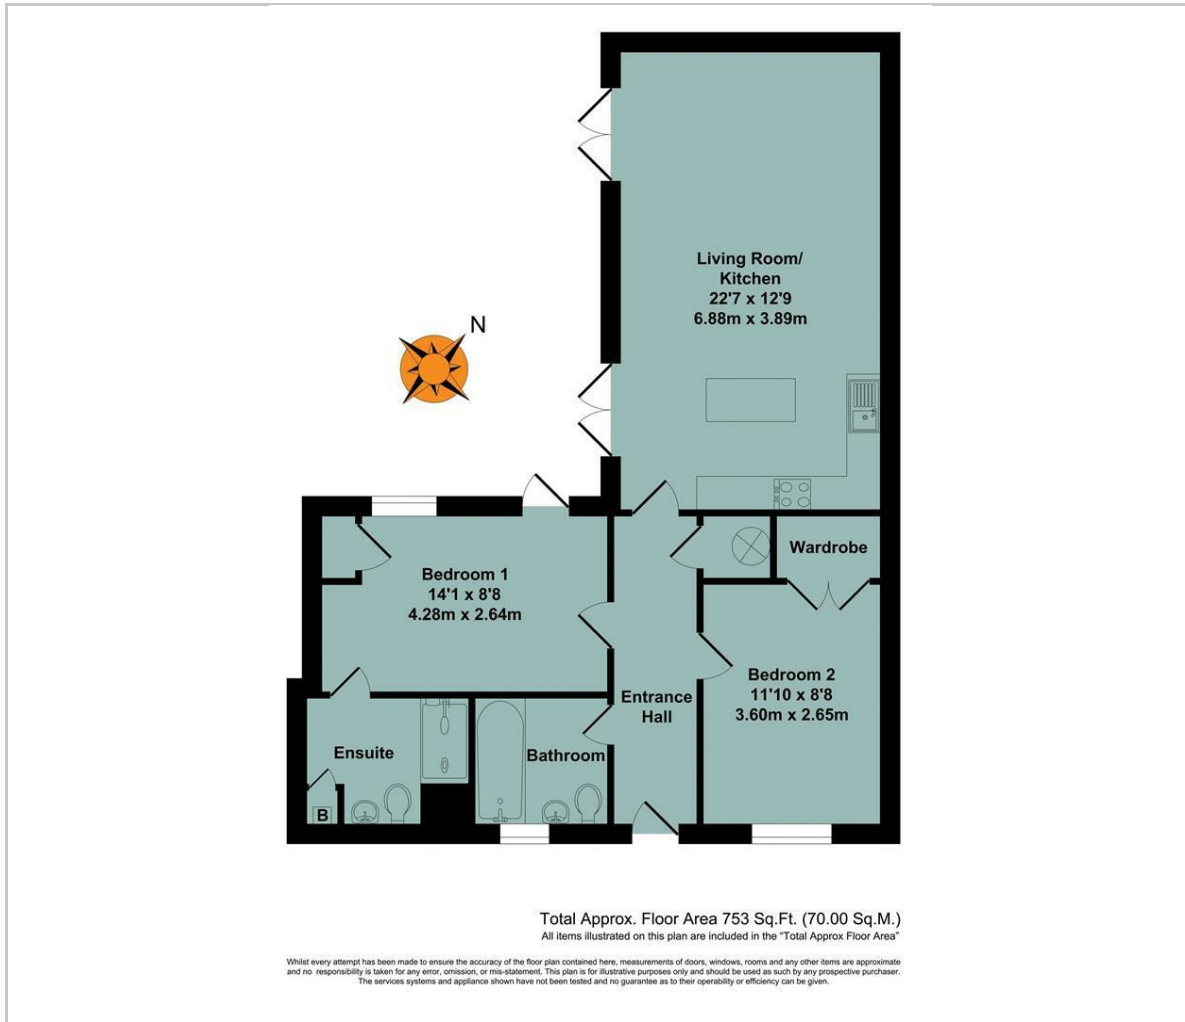 Living Room/
Kitchen
22'7 x 12'9
6.88m x 3.89m
N
Wardrobe
Bedroom 1
14'1 x 8'8
4.28m x 2.64m
Bedroom 2
11'10 x 8'8
3.60m x 2.65m
Entrance
Hall
Ensuite
Bathroom
B
Total Approx. Floor Area 753 Sq.Ft. (70.00 Sq.M.)
All items illustrated on this plan are included in the "Total Approx Floor Area"
Whilst every attempt has been made to ensure the accuracy of the floor plan contained here, measurements of doors, windows, rooms and any other items are approximate
and no responsibility is taken for any error, omission, or mis-statement. This plan is for illustrative purposes only and should be used as such by any prospective purchaser.
The services systems and appliance shown have not been tested and no guarantee as to their operability or efficiency can be given.